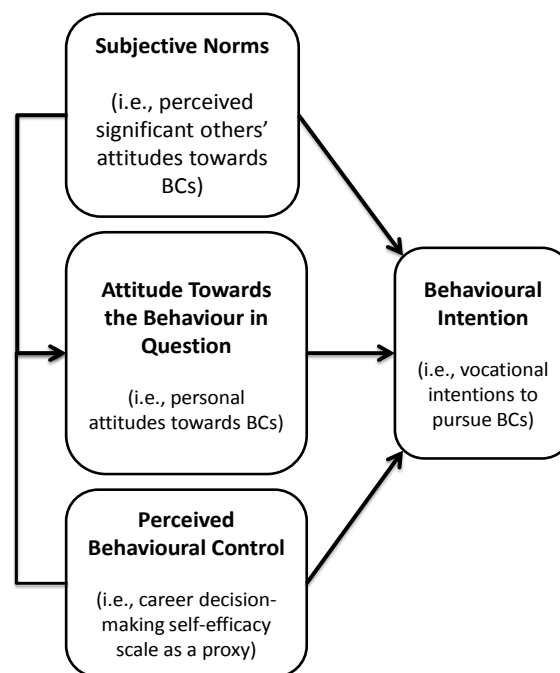 Subjective Norms
(i.e., perceived
significant others’
attitudes towards
BCs)
Attitude Towards
the Behaviour in
Question
(i.e., personal
attitudes towards BCs)
Perceived
Behavioural Control
(i.e., career decision-
making self-efficacy
scale as a proxy)
Behavioural
Intention
(i.e., vocational
intentions to
pursue BCs)